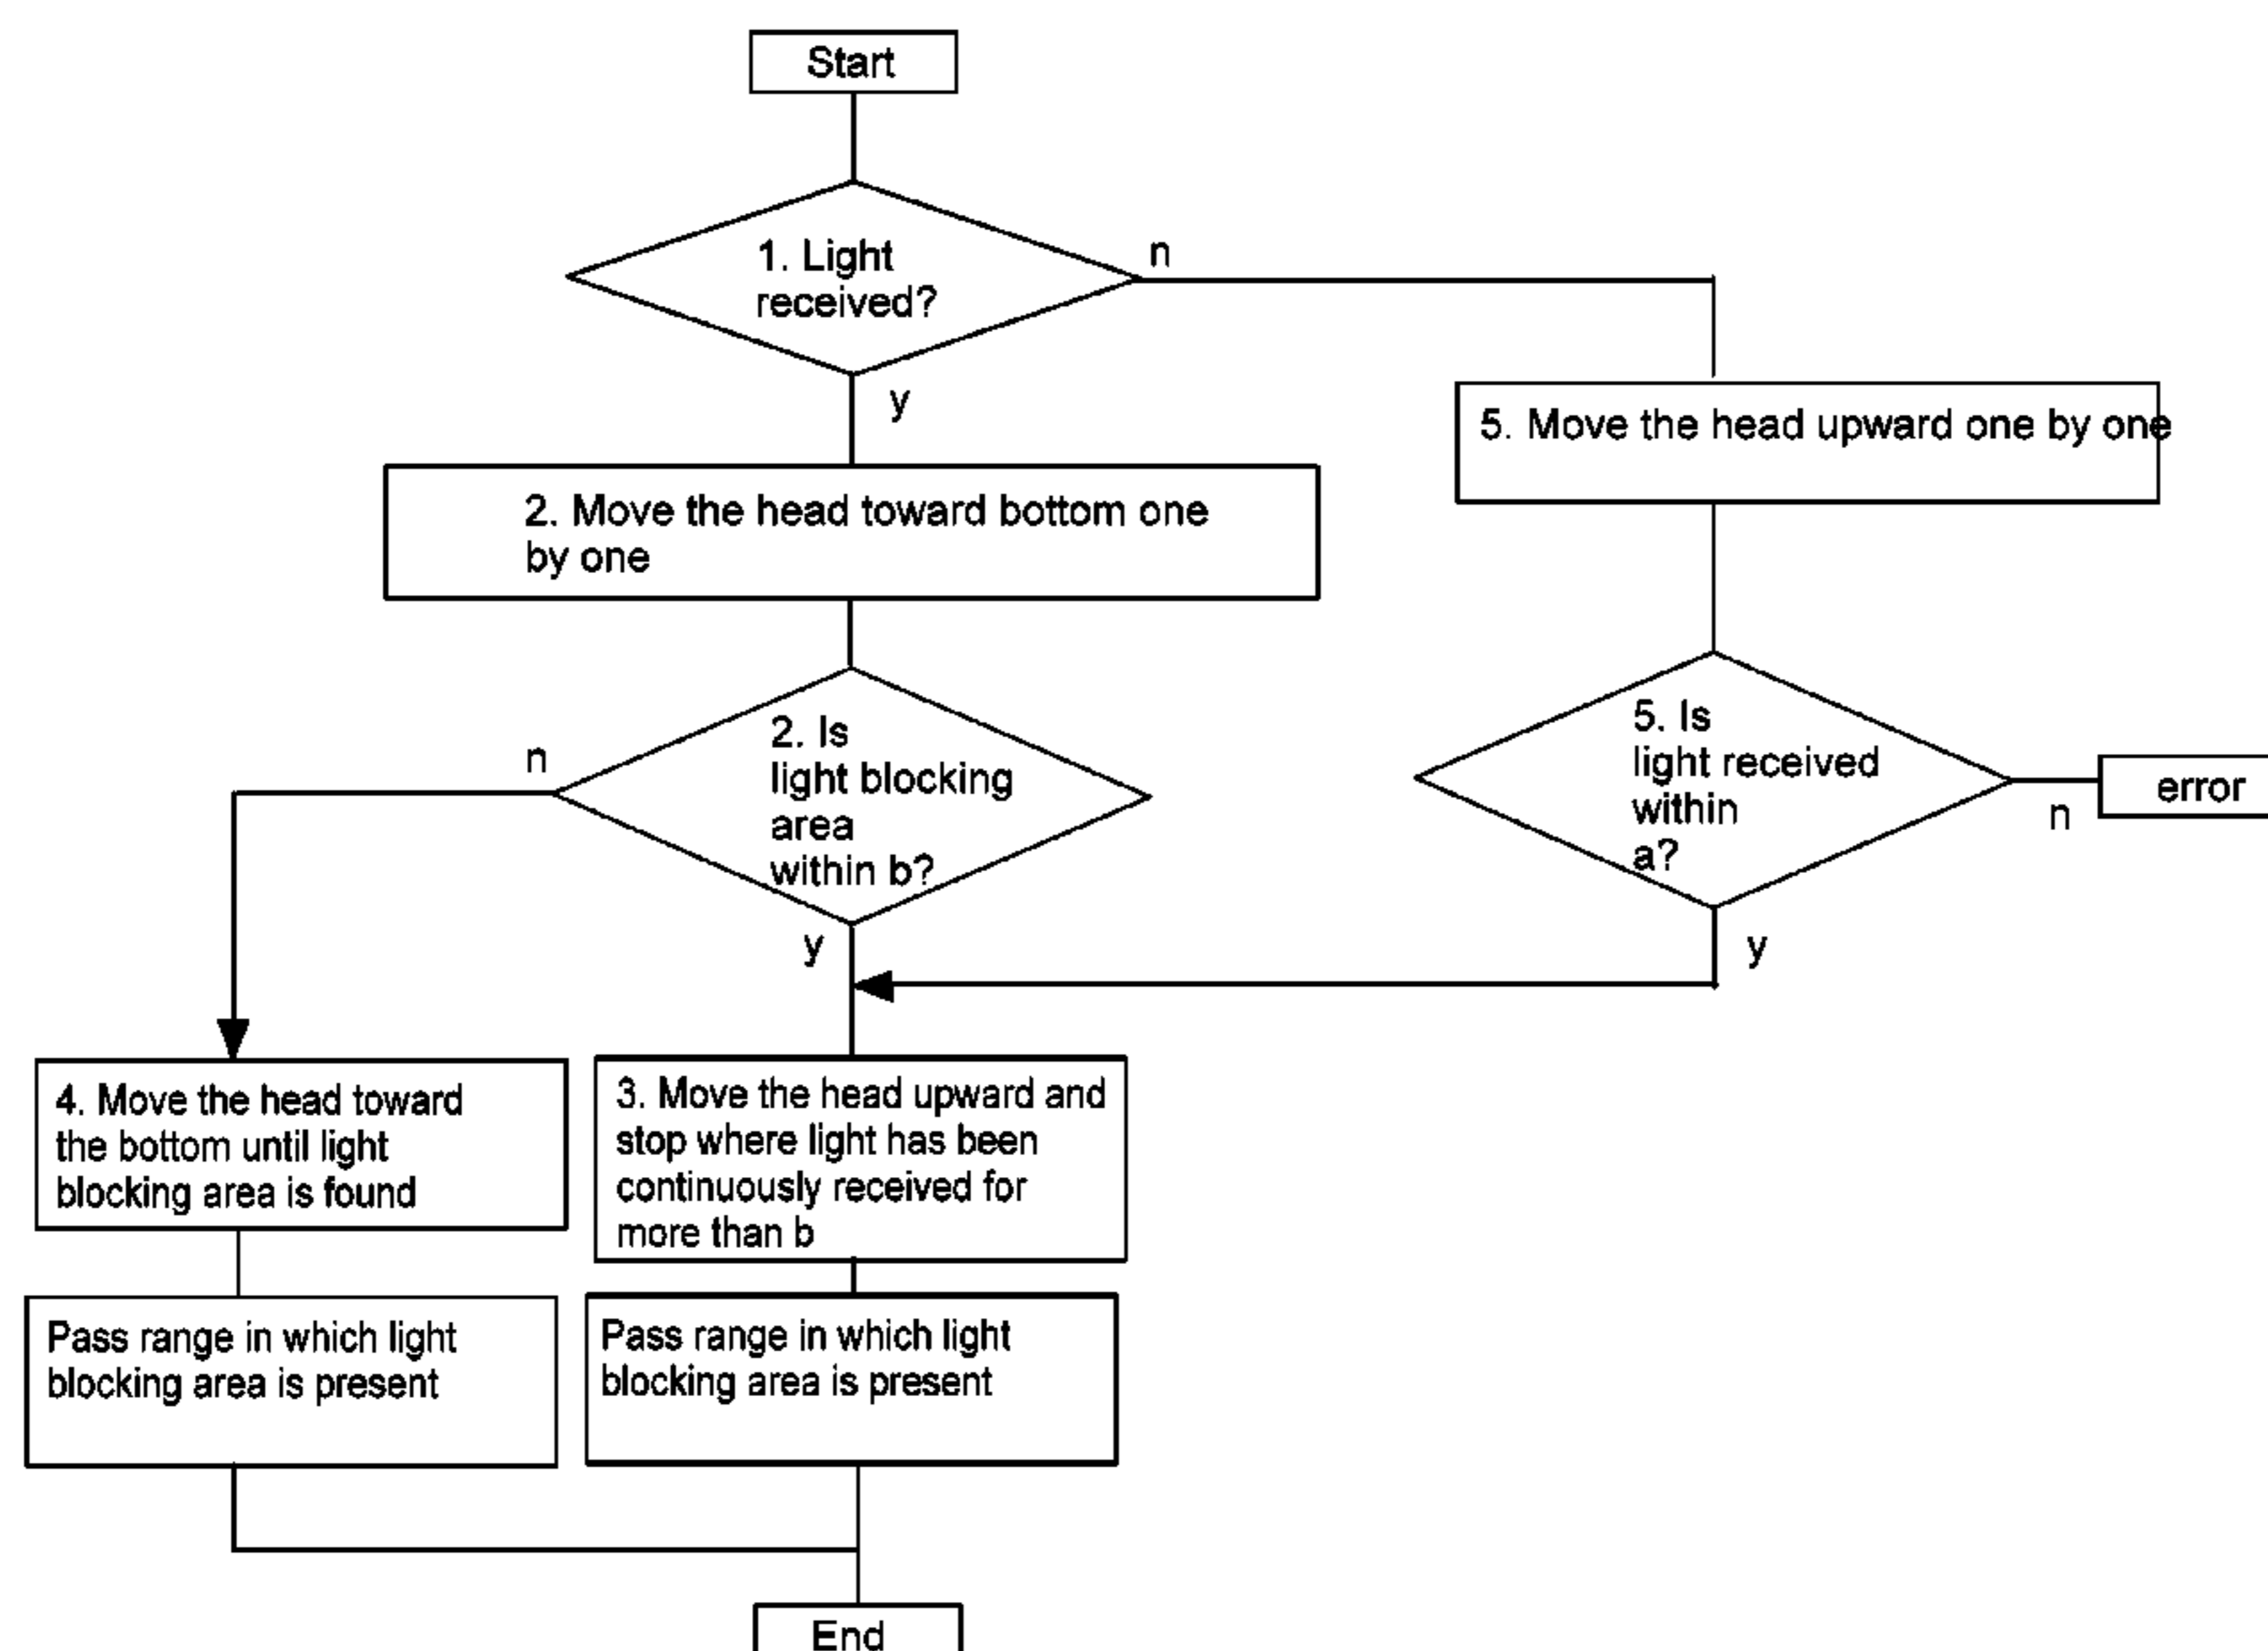 Start
1. Light
received?
n
y
5. Move the head upward one by one
2. Move the head toward bottom one
by one
2. Is
light blocking
area
within b?
n
y
5. Is
light received
within
a?
n
error
y
4. Move the head toward
the bottom until light
blocking area is found
3. Move the head upward and
stop where light has been
continuously received for
more than b
Pass range in which light
blocking area is present
Pass range in which light
blocking area is present
End